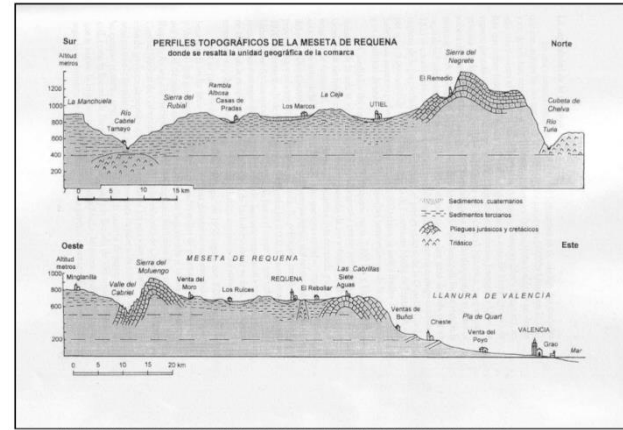 Sur
PERFILES TOPOGRÁFICOS DE LA MESETA DE REQUENA
Norte
donde se resalta la unidad geográfica de la comarca
Altitud
metros
1200
1000
800
600
400
200
La Manchuela
Río
Cabriel
Tamayo
Sierra del
Rubial
Rambla
Albosa
Casas de
Pradas
Los Marcos
La Ceja
UTIEL
El Remedio
Sierra del
Negrete
Cubeta de
Chelva
Río
Turia
0 5 10 15 km
Sedimentos cuaternarios
Sedimentos terciarios
Pliegues jurásicos y cretácicos
Triásico
Oeste
Este
Altitud
metros
1000
800
600
400
200
Minglanilla
Valle del
Cabriel
Sierra del
Moluengo
MESETA DE REQUENA
Venta del
Moro
Los Ruices
REQUENA
El Rebollar
Las Cabrillas
Siete
Aguas
LLANURA DE VALENCIA
Ventas de
Buñol
Cheste
Pla de Quart
Venta del
Poyo
VALENCIA
Grao
Mar
0 5 10 15 20 km